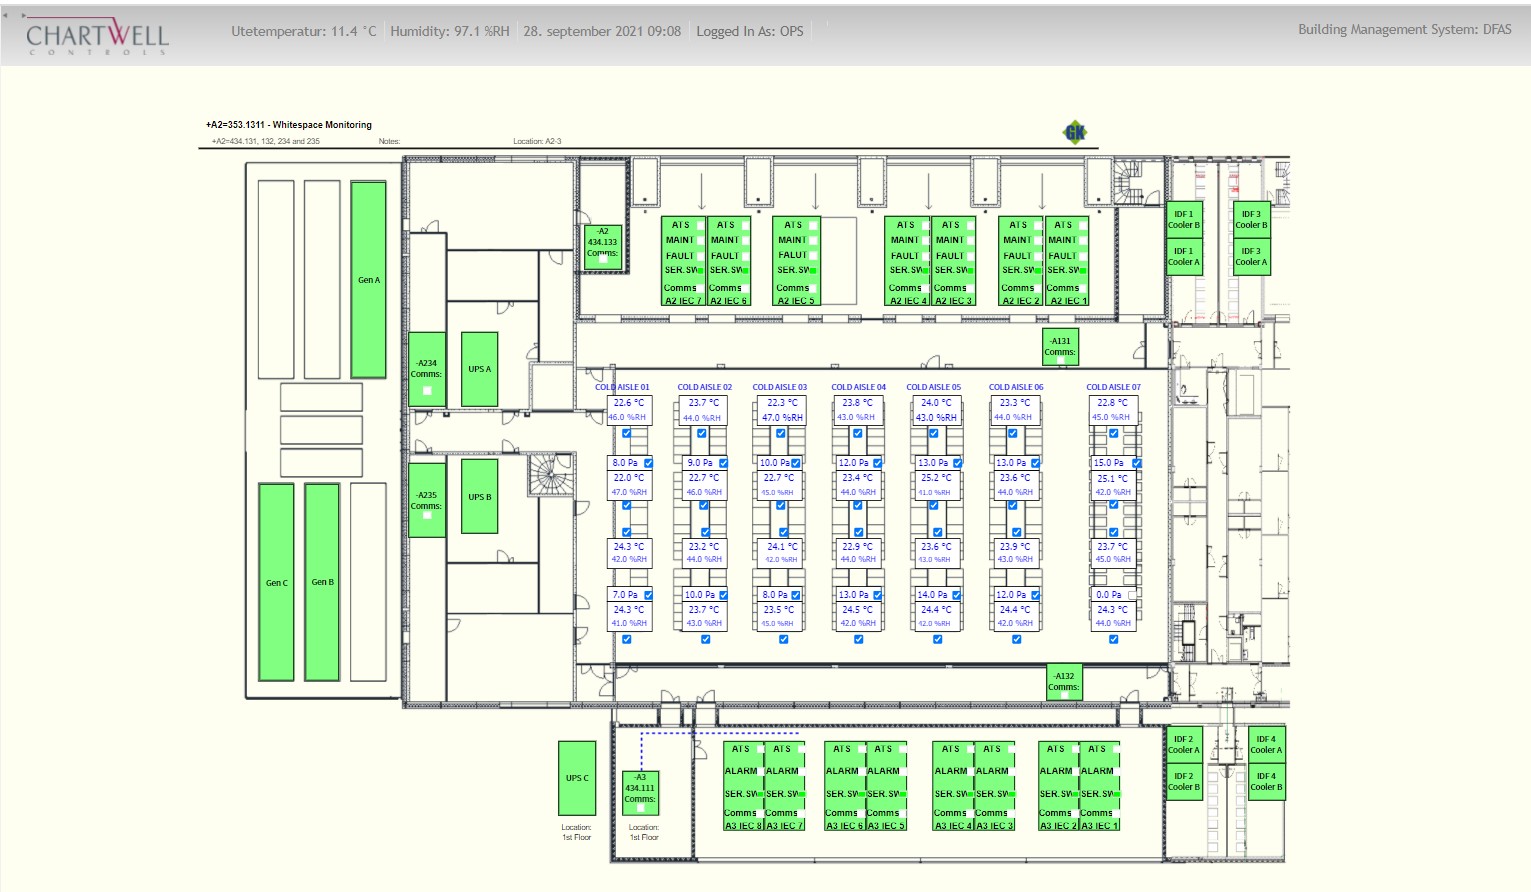 CHARTWELL
CONTROLS
Utetemperatur: 11.4 °C
Humidity: 97.1 %RH
28. september 2021 09:08
Logged In As: OPS
Building Management System: DFAS
+A2=353.1311 - Whitespace Monitoring
+A2=434.131, 132, 234 and 235
Notes:
Location: A2-3
GK
Gen A
-A234
Comms:
UPS A
-A235
Comms:
UPS B
Gen C
Gen B
-A2
434.133
Comms:
ATS
MAINT
FAULT
SER.SW
Comms
A2 IEC 7
ATS
MAINT
FAULT
SER.SW
Comms
A2 IEC 6
ATS
MAINT
FALUT
SER.SW
Comms
A2 IEC 5
ATS
MAINT
FAULT
SER.SW
Comms
A2 IEC 4
ATS
MAINT
FAULT
SER.SW
Comms
A2 IEC 3
ATS
MAINT
FAULT
SER.SW
Comms
A2 IEC 2
ATS
MAINT
FAULT
SER.SW
Comms
A2 IEC 1
IDF 1
Cooler B
IDF 1
Cooler A
IDF 3
Cooler B
IDF 3
Cooler A
-A131
Comms:
COLD AISLE 01
22.6 °C
46.0 %RH
8.0 Pa
22.0 °C
47.0 %RH
24.3 °C
42.0 %RH
7.0 Pa
24.3 °C
41.0 %RH
COLD AISLE 02
23.7 °C
44.0 %RH
9.0 Pa
22.7 °C
46.0 %RH
23.2 °C
44.0 %RH
10.0 Pa
23.7 °C
43.0 %RH
COLD AISLE 03
22.3 °C
47.0 %RH
10.0 Pa
22.7 °C
45.0 %RH
24.1 °C
42.0 %RH
8.0 Pa
23.5 °C
45.0 %RH
COLD AISLE 04
23.8 °C
43.0 %RH
12.0 Pa
23.4 °C
44.0 %RH
22.9 °C
44.0 %RH
13.0 Pa
24.5 °C
42.0 %RH
COLD AISLE 05
24.0 °C
43.0 %RH
13.0 Pa
25.2 °C
41.0 %RH
23.6 °C
43.0 %RH
14.0 Pa
24.4 °C
42.0 %RH
COLD AISLE 06
23.3 °C
44.0 %RH
13.0 Pa
23.6 °C
44.0 %RH
23.9 °C
43.0 %RH
12.0 Pa
24.4 °C
42.0 %RH
COLD AISLE 07
22.8 °C
45.0 %RH
15.0 Pa
25.1 °C
42.0 %RH
23.7 °C
45.0 %RH
0.0 Pa
24.3 °C
44.0 %RH
-A132
Comms:
UPS C
Location:
1st Floor
-A3
434.111
Comms:
Location:
1st Floor
ATS
ALARM
SER.SW
Comms
A3 IEC 8
ATS
ALARM
SER.SW
Comms
A3 IEC 7
ATS
ALARM
SER.SW
Comms
A3 IEC 6
ATS
ALARM
SER.SW
Comms
A3 IEC 5
ATS
ALARM
SER.SW
Comms
A3 IEC 4
ATS
ALARM
SER.SW
Comms
A3 IEC 3
ATS
ALARM
SER.SW
Comms
A3 IEC 2
ATS
ALARM
SER.SW
Comms
A3 IEC 1
IDF 2
Cooler A
IDF 2
Cooler B
IDF 4
Cooler A
IDF 4
Cooler B